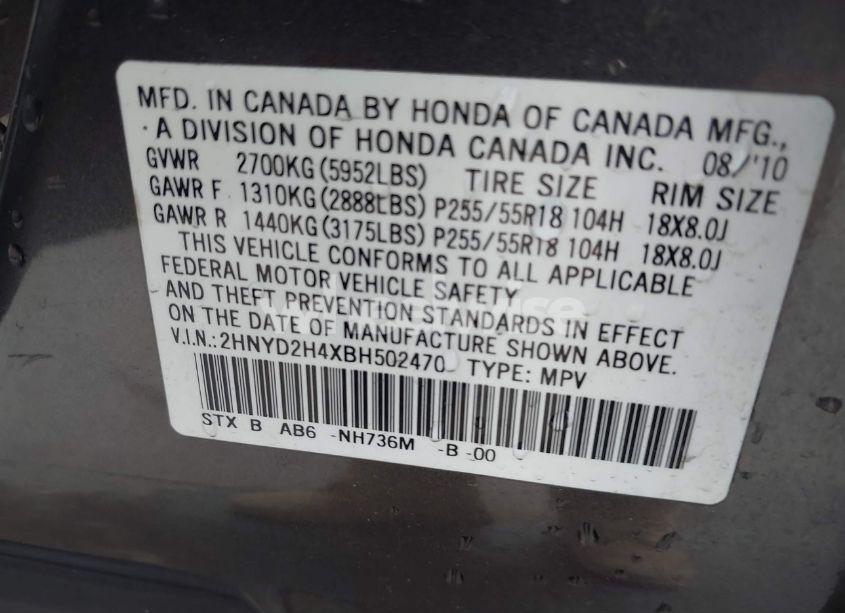 MFD. IN CANADA BY HONDA OF CANADA MFG.,
A DIVISION OF HONDA CANADA INC. 08/'10
GVWR 2700KG(5952LBS) TIRE SIZE RIM SIZE
GAWR F 1310KG(2888LBS) P255/55R18 104H 18X8.0J
GAWR R 1440KG(3175LBS) P255/55R18 104H 18X8.0J
THIS VEHICLE CONFORMS TO ALL APPLICABLE
FEDERAL MOTOR VEHICLE SAFETY
AND THEFT PREVENTION STANDARDS IN EFFECT
ON THE DATE OF MANUFACTURE SHOWN ABOVE.
V.I.N.:2HNYD2H4XBH502470 TYPE: MPV
STX B AB6 -NH736M -B -00